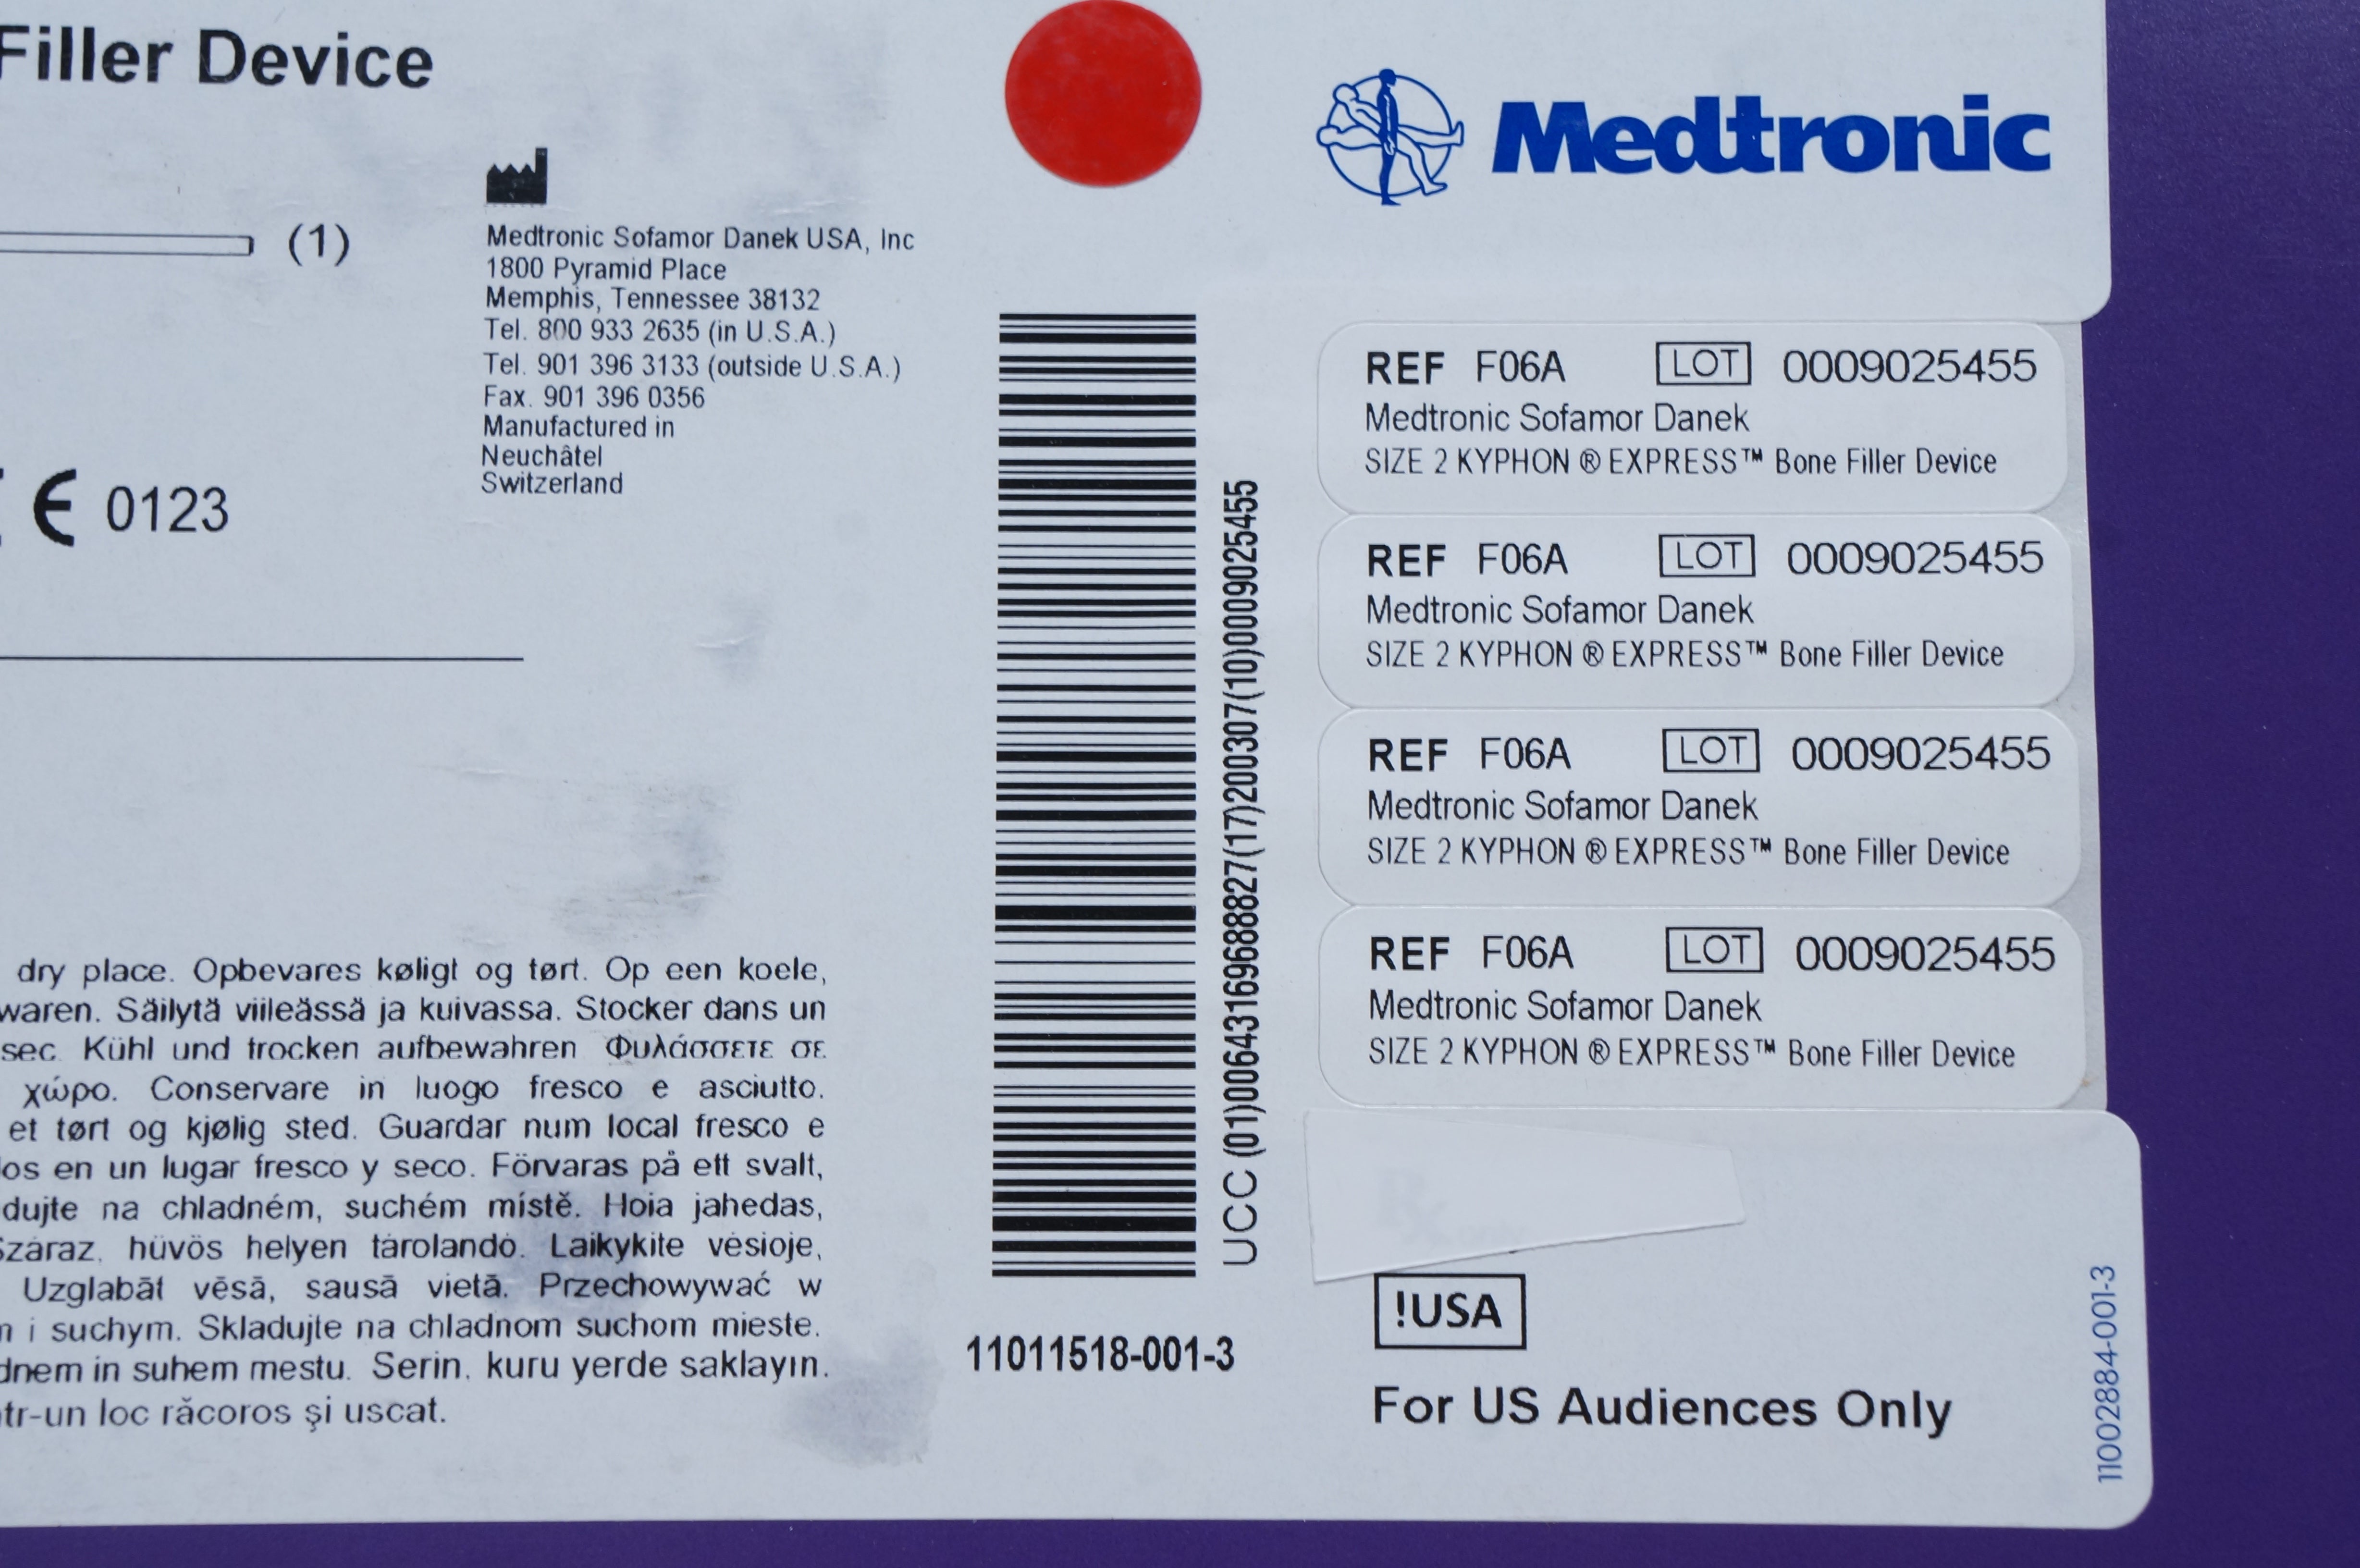 Filler Device
(1)
Medtronic Sofamor Danek USA, Inc
1800 Pyramid Place
Memphis, Tennessee 38132
Tel. 800 933 2635 (in U.S.A.)
Tel. 901 396 3133 (outside U.S.A.)
Fax. 901 396 0356
Manufactured in
Neuchâtel
Switzerland
CE 0123
dry place. Opbevares køligt og tørt. Op een koele,
waren. Säilytä viileässä ja kuivassa. Stocker dans un
sec. Kühl und trocken aufbewahren Φυλάσσετε σε
χώρο. Conservare in luogo fresco e asciutto.
et tørt og kjølig sted. Guardar num local fresco e
os en un lugar fresco y seco. Förvaras på ett svalt,
dujte na chladném, suchém místě. Hoia jahedas,
Száraz, hűvös helyen tárolandó. Laikykite vėsioje,
Uzglabāt vēsā, sausā vietā. Przechowywać w
i suchym. Skladujte na chladnom suchom mieste.
dnem in suhem mestu. Serin, kuru yerde saklayın.
tr-un loc răcoros şi uscat.
UCC (01)00643169688827(17)200307(10)0009025455
11011518-001-3
Medtronic
REF F06A LOT 0009025455
Medtronic Sofamor Danek
SIZE 2 KYPHON ® EXPRESS™ Bone Filler Device
REF F06A LOT 0009025455
Medtronic Sofamor Danek
SIZE 2 KYPHON ® EXPRESS™ Bone Filler Device
REF F06A LOT 0009025455
Medtronic Sofamor Danek
SIZE 2 KYPHON ® EXPRESS™ Bone Filler Device
REF F06A LOT 0009025455
Medtronic Sofamor Danek
SIZE 2 KYPHON ® EXPRESS™ Bone Filler Device
!USA
For US Audiences Only
11002884-001-3